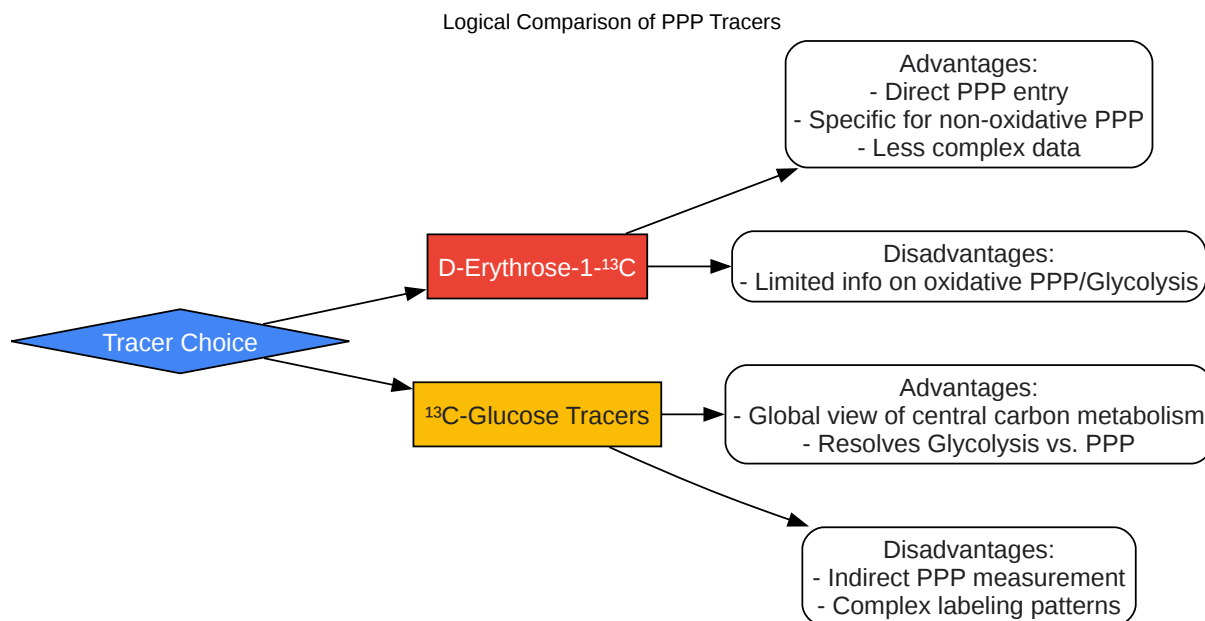 Logical Comparison of PPP Tracers
Advantages:
- Direct PPP entry
- Specific for non-oxidative PPP
- Less complex data
D-Erythrose-1-¹³C
Disadvantages:
- Limited info on oxidative PPP/Glycolysis
Tracer Choice
¹³C-Glucose Tracers
Advantages:
- Global view of central carbon metabolism
- Resolves Glycolysis vs. PPP
Disadvantages:
- Indirect PPP measurement
- Complex labeling patterns